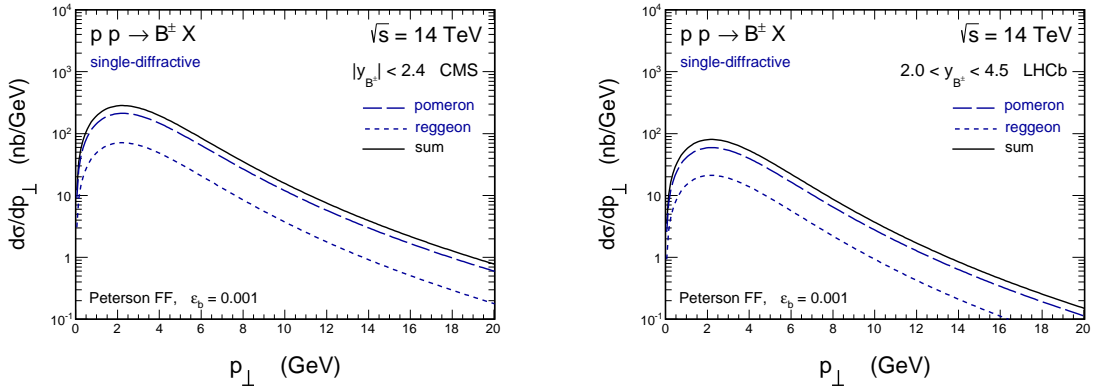 p p → B± X
√s = 14 TeV
single-diffractive
|y_B±| < 2.4 CMS
pomeron
reggeon
sum
Peterson FF, ε_b = 0.001
dσ/dp⊥ (nb/GeV)
10⁴
10³
10²
10
1
10⁻¹
0 2 4 6 8 10 12 14 16 18 20
p⊥ (GeV)
p p → B± X
√s = 14 TeV
single-diffractive
2.0 < y_B± < 4.5 LHCb
pomeron
reggeon
sum
Peterson FF, ε_b = 0.001
dσ/dp⊥ (nb/GeV)
10⁴
10³
10²
10
1
10⁻¹
0 2 4 6 8 10 12 14 16 18 20
p⊥ (GeV)